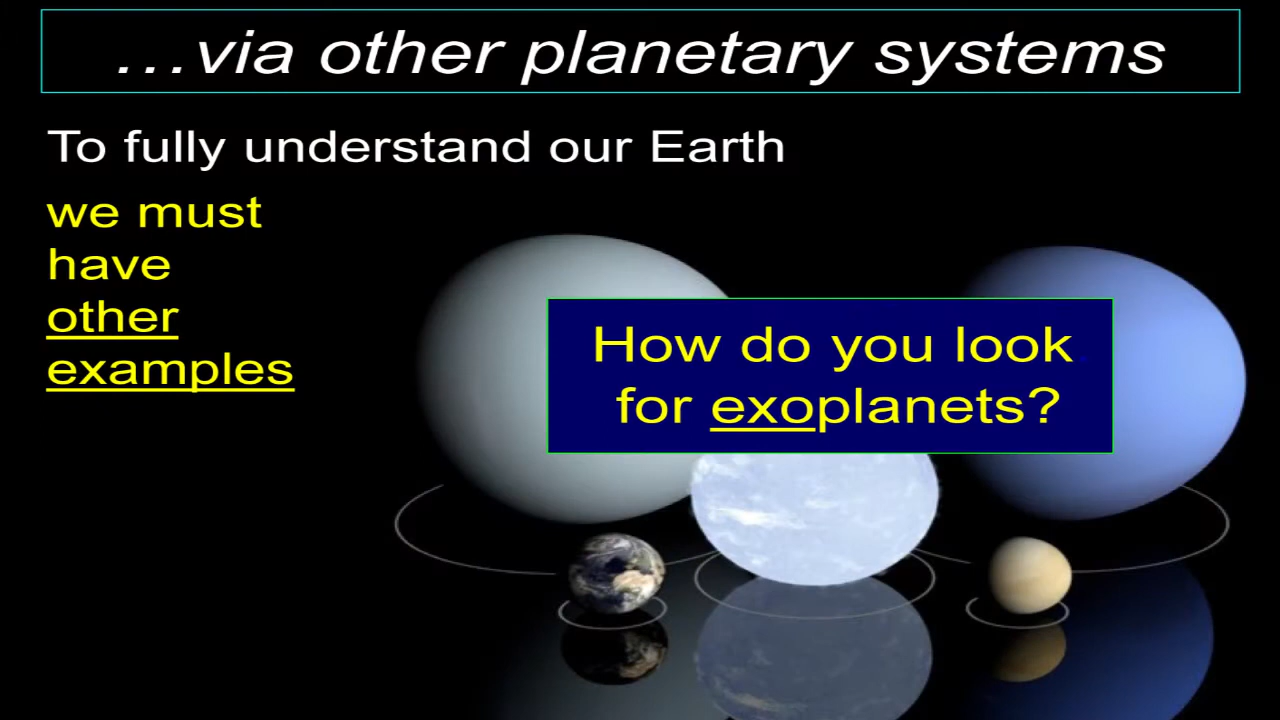 …via other planetary systems
To fully understand our Earth
we must
have
other
examples
How do you look
for exoplanets?